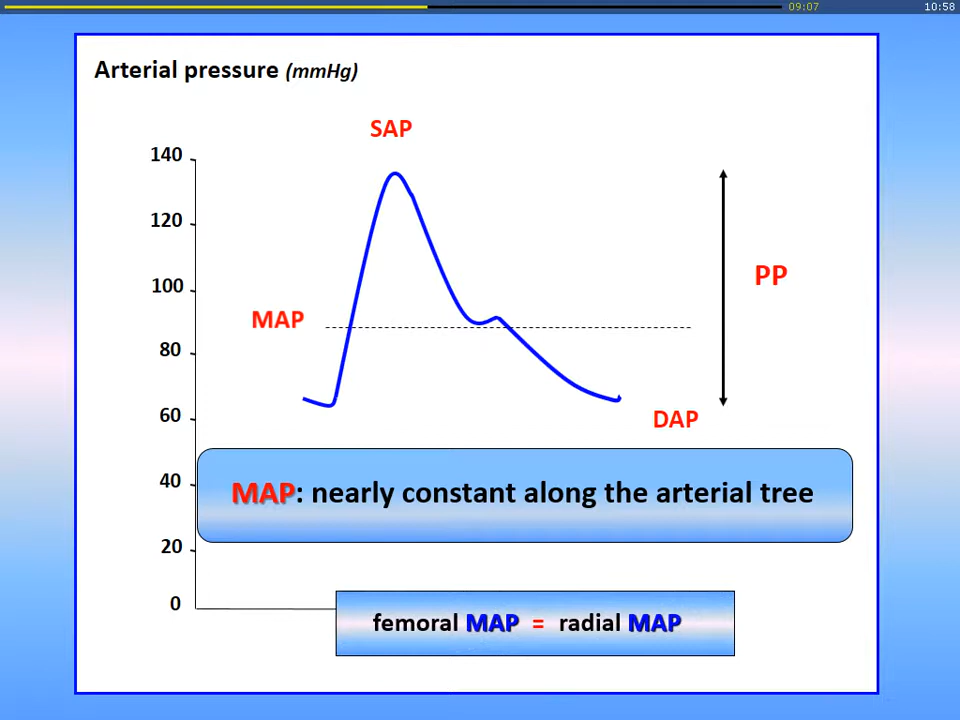 09:07
10:58
Arterial pressure (mmHg)
SAP
140
120
100
PP
MAP
80
60
DAP
40
MAP: nearly constant along the arterial tree
20
0
femoral MAP = radial MAP